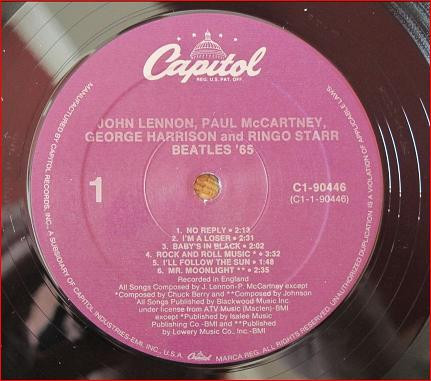 TRADE MARK
Capitol
REG. U.S. PAT. OFF.
JOHN LENNON, PAUL McCARTNEY,
GEORGE HARRISON and RINGO STARR
BEATLES '65
1
C1-90446
(C1-1-90446)
1. NO REPLY • 2:13
2. I'M A LOSER • 2:31
3. BABY'S IN BLACK • 2:02
4. ROCK AND ROLL MUSIC * • 3:32
5. I'LL FOLLOW THE SUN • 1:48
6. MR. MOONLIGHT ** • 2:35
Recorded in England
All Songs Composed by J. Lennon-P. McCartney except
*Composed by Chuck Berry and **Composed by Johnson
All Songs Published by Blackwood Music Inc.
under license from ATV Music (Maclen)-BMI
except *Published by Isalee Music
Publishing Co.-BMI and **Published
by Lowery Music Co., Inc.-BMI
MANUFACTURED BY CAPITOL RECORDS, INC., A SUBSIDIARY OF CAPITOL INDUSTRIES-EMI, INC., U.S.A. Capitol MARCA REG. ALL RIGHTS RESERVED. UNAUTHORIZED DUPLICATION IS A VIOLATION OF APPLICABLE LAWS.